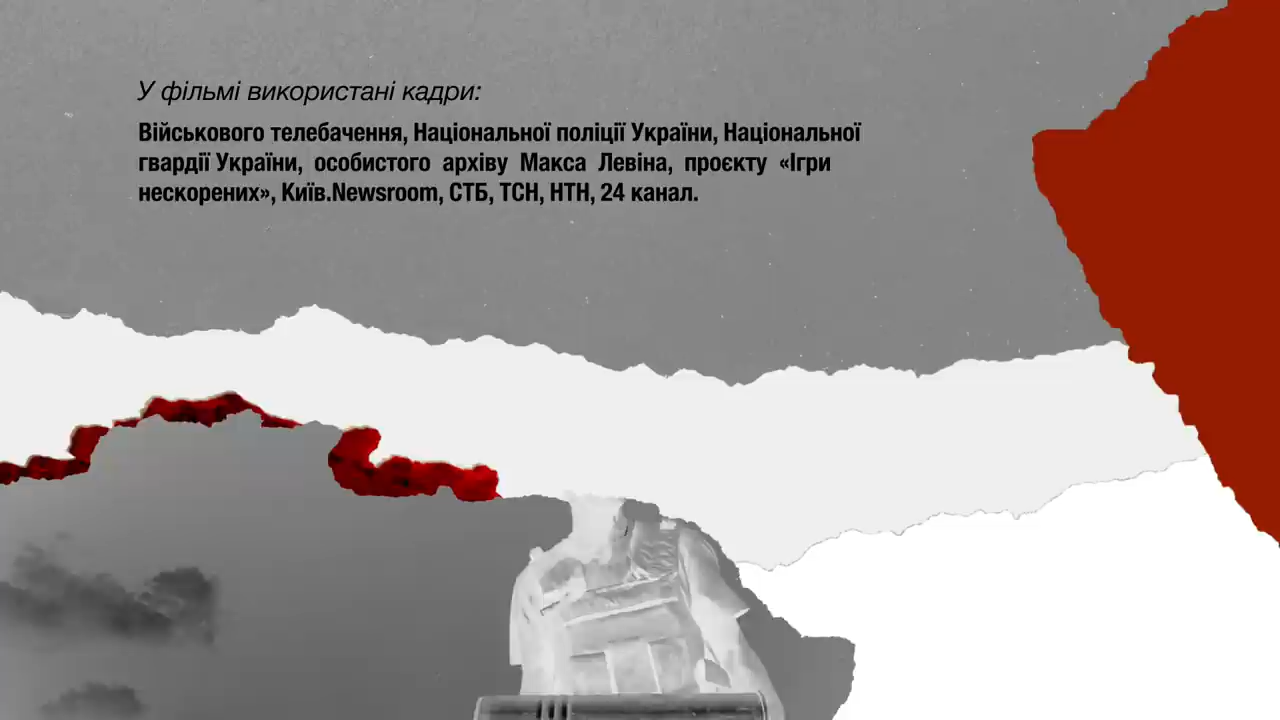 У фільмі використані кадри:
Військового телебачення, Національної поліції України, Національної
гвардії України, особистого архіву Макса Левіна, проєкту «Ігри
нескорених», Київ.Newsroom, СТБ, ТСН, НТН, 24 канал.